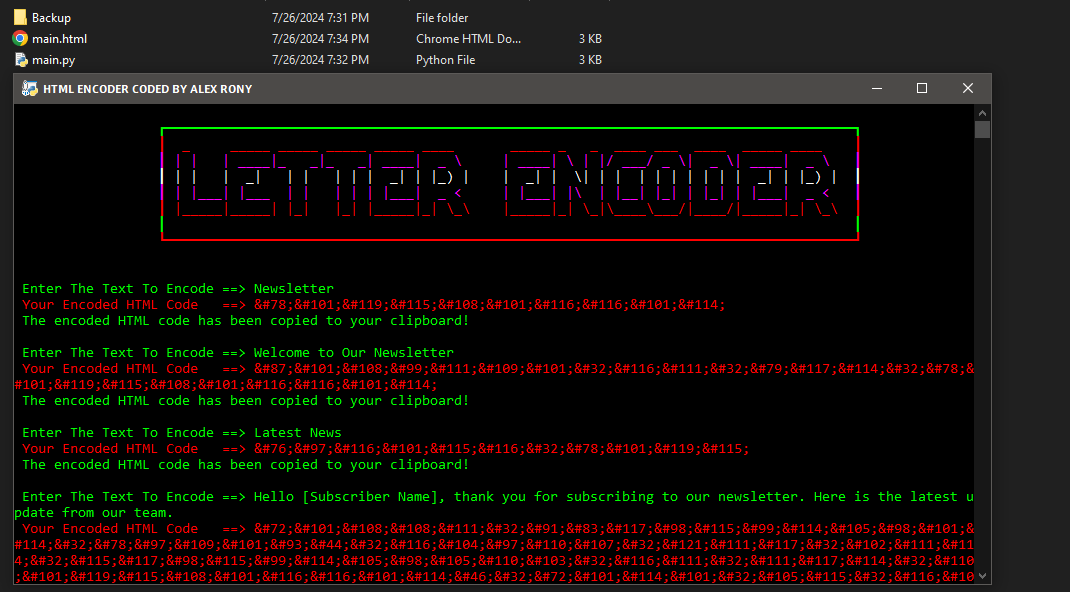 Backup 7/26/2024 7:31 PM File folder
main.html 7/26/2024 7:34 PM Chrome HTML Do... 3 KB
main.py 7/26/2024 7:32 PM Python File 3 KB
HTML ENCODER CODED BY ALEX RONY
LETTER ENCODER
Enter The Text To Encode ==> Newsletter
Your Encoded HTML Code ==> &#78;&#101;&#119;&#115;&#108;&#101;&#116;&#116;&#101;&#114;
The encoded HTML code has been copied to your clipboard!
Enter The Text To Encode ==> Welcome to Our Newsletter
Your Encoded HTML Code ==> &#87;&#101;&#108;&#99;&#111;&#109;&#101;&#32;&#116;&#111;&#32;&#79;&#117;&#114;&#32;&#78;&
#101;&#119;&#115;&#108;&#101;&#116;&#116;&#101;&#114;
The encoded HTML code has been copied to your clipboard!
Enter The Text To Encode ==> Latest News
Your Encoded HTML Code ==> &#76;&#97;&#116;&#101;&#115;&#116;&#32;&#78;&#101;&#119;&#115;
The encoded HTML code has been copied to your clipboard!
Enter The Text To Encode ==> Hello [Subscriber Name], thank you for subscribing to our newsletter. Here is the latest u
pdate from our team.
Your Encoded HTML Code ==> &#72;&#101;&#108;&#108;&#111;&#32;&#91;&#83;&#117;&#98;&#115;&#99;&#114;&#105;&#98;&#101;&
#114;&#32;&#78;&#97;&#109;&#101;&#93;&#44;&#32;&#116;&#104;&#97;&#110;&#107;&#32;&#121;&#111;&#117;&#32;&#102;&#111;&#11
4;&#32;&#115;&#117;&#98;&#115;&#99;&#114;&#105;&#98;&#105;&#110;&#103;&#32;&#116;&#111;&#32;&#111;&#117;&#114;&#32;&#110
;&#101;&#119;&#115;&#108;&#101;&#116;&#116;&#101;&#114;&#46;&#32;&#72;&#101;&#114;&#101;&#32;&#105;&#115;&#32;&#116;&#10